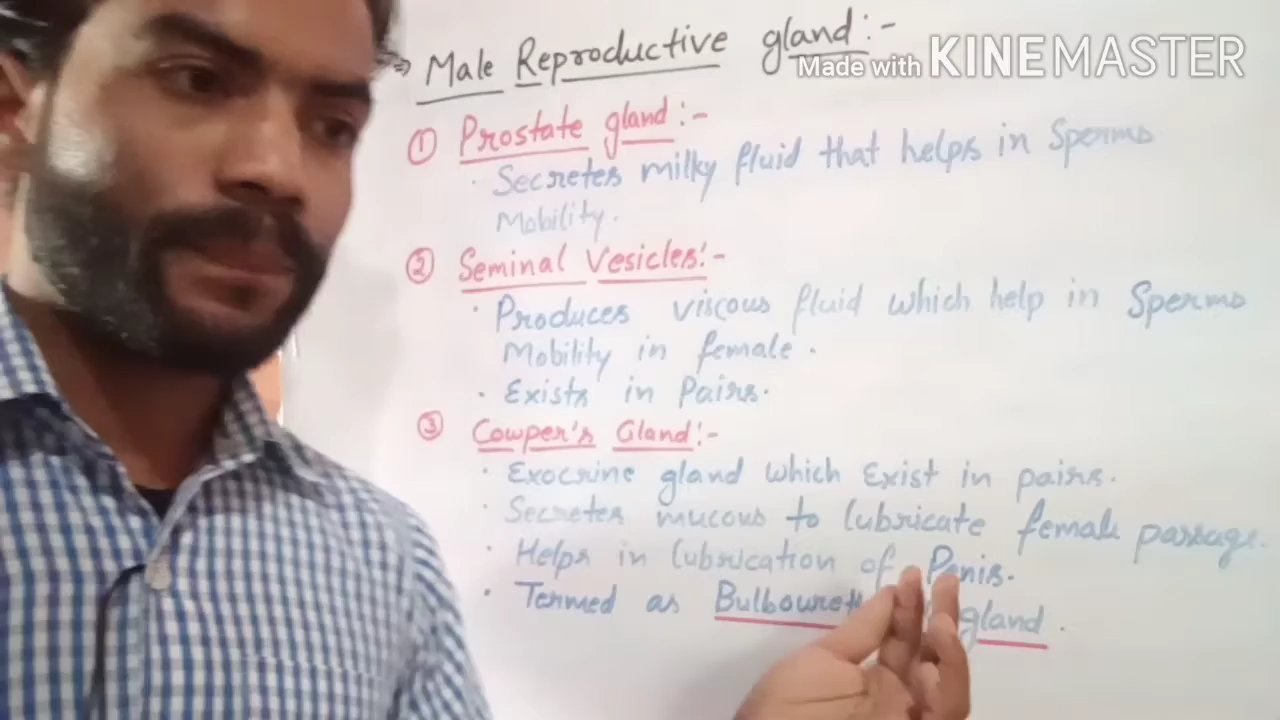 => Male Reproductive gland:-
Made with KINEMASTER
① Prostate gland:-
· Secretes milky fluid that helps in Sperms
Mobility.
② Seminal Vesicles:-
· Produces viscous fluid which help in Sperms
Mobility in female.
· Exists in Pairs.
③ Cowper's Gland:-
· Exocrine gland which Exist in pairs.
· Secretes mucous to lubricate female passage.
· Helps in lubrication of Penis.
· Termed as gland.